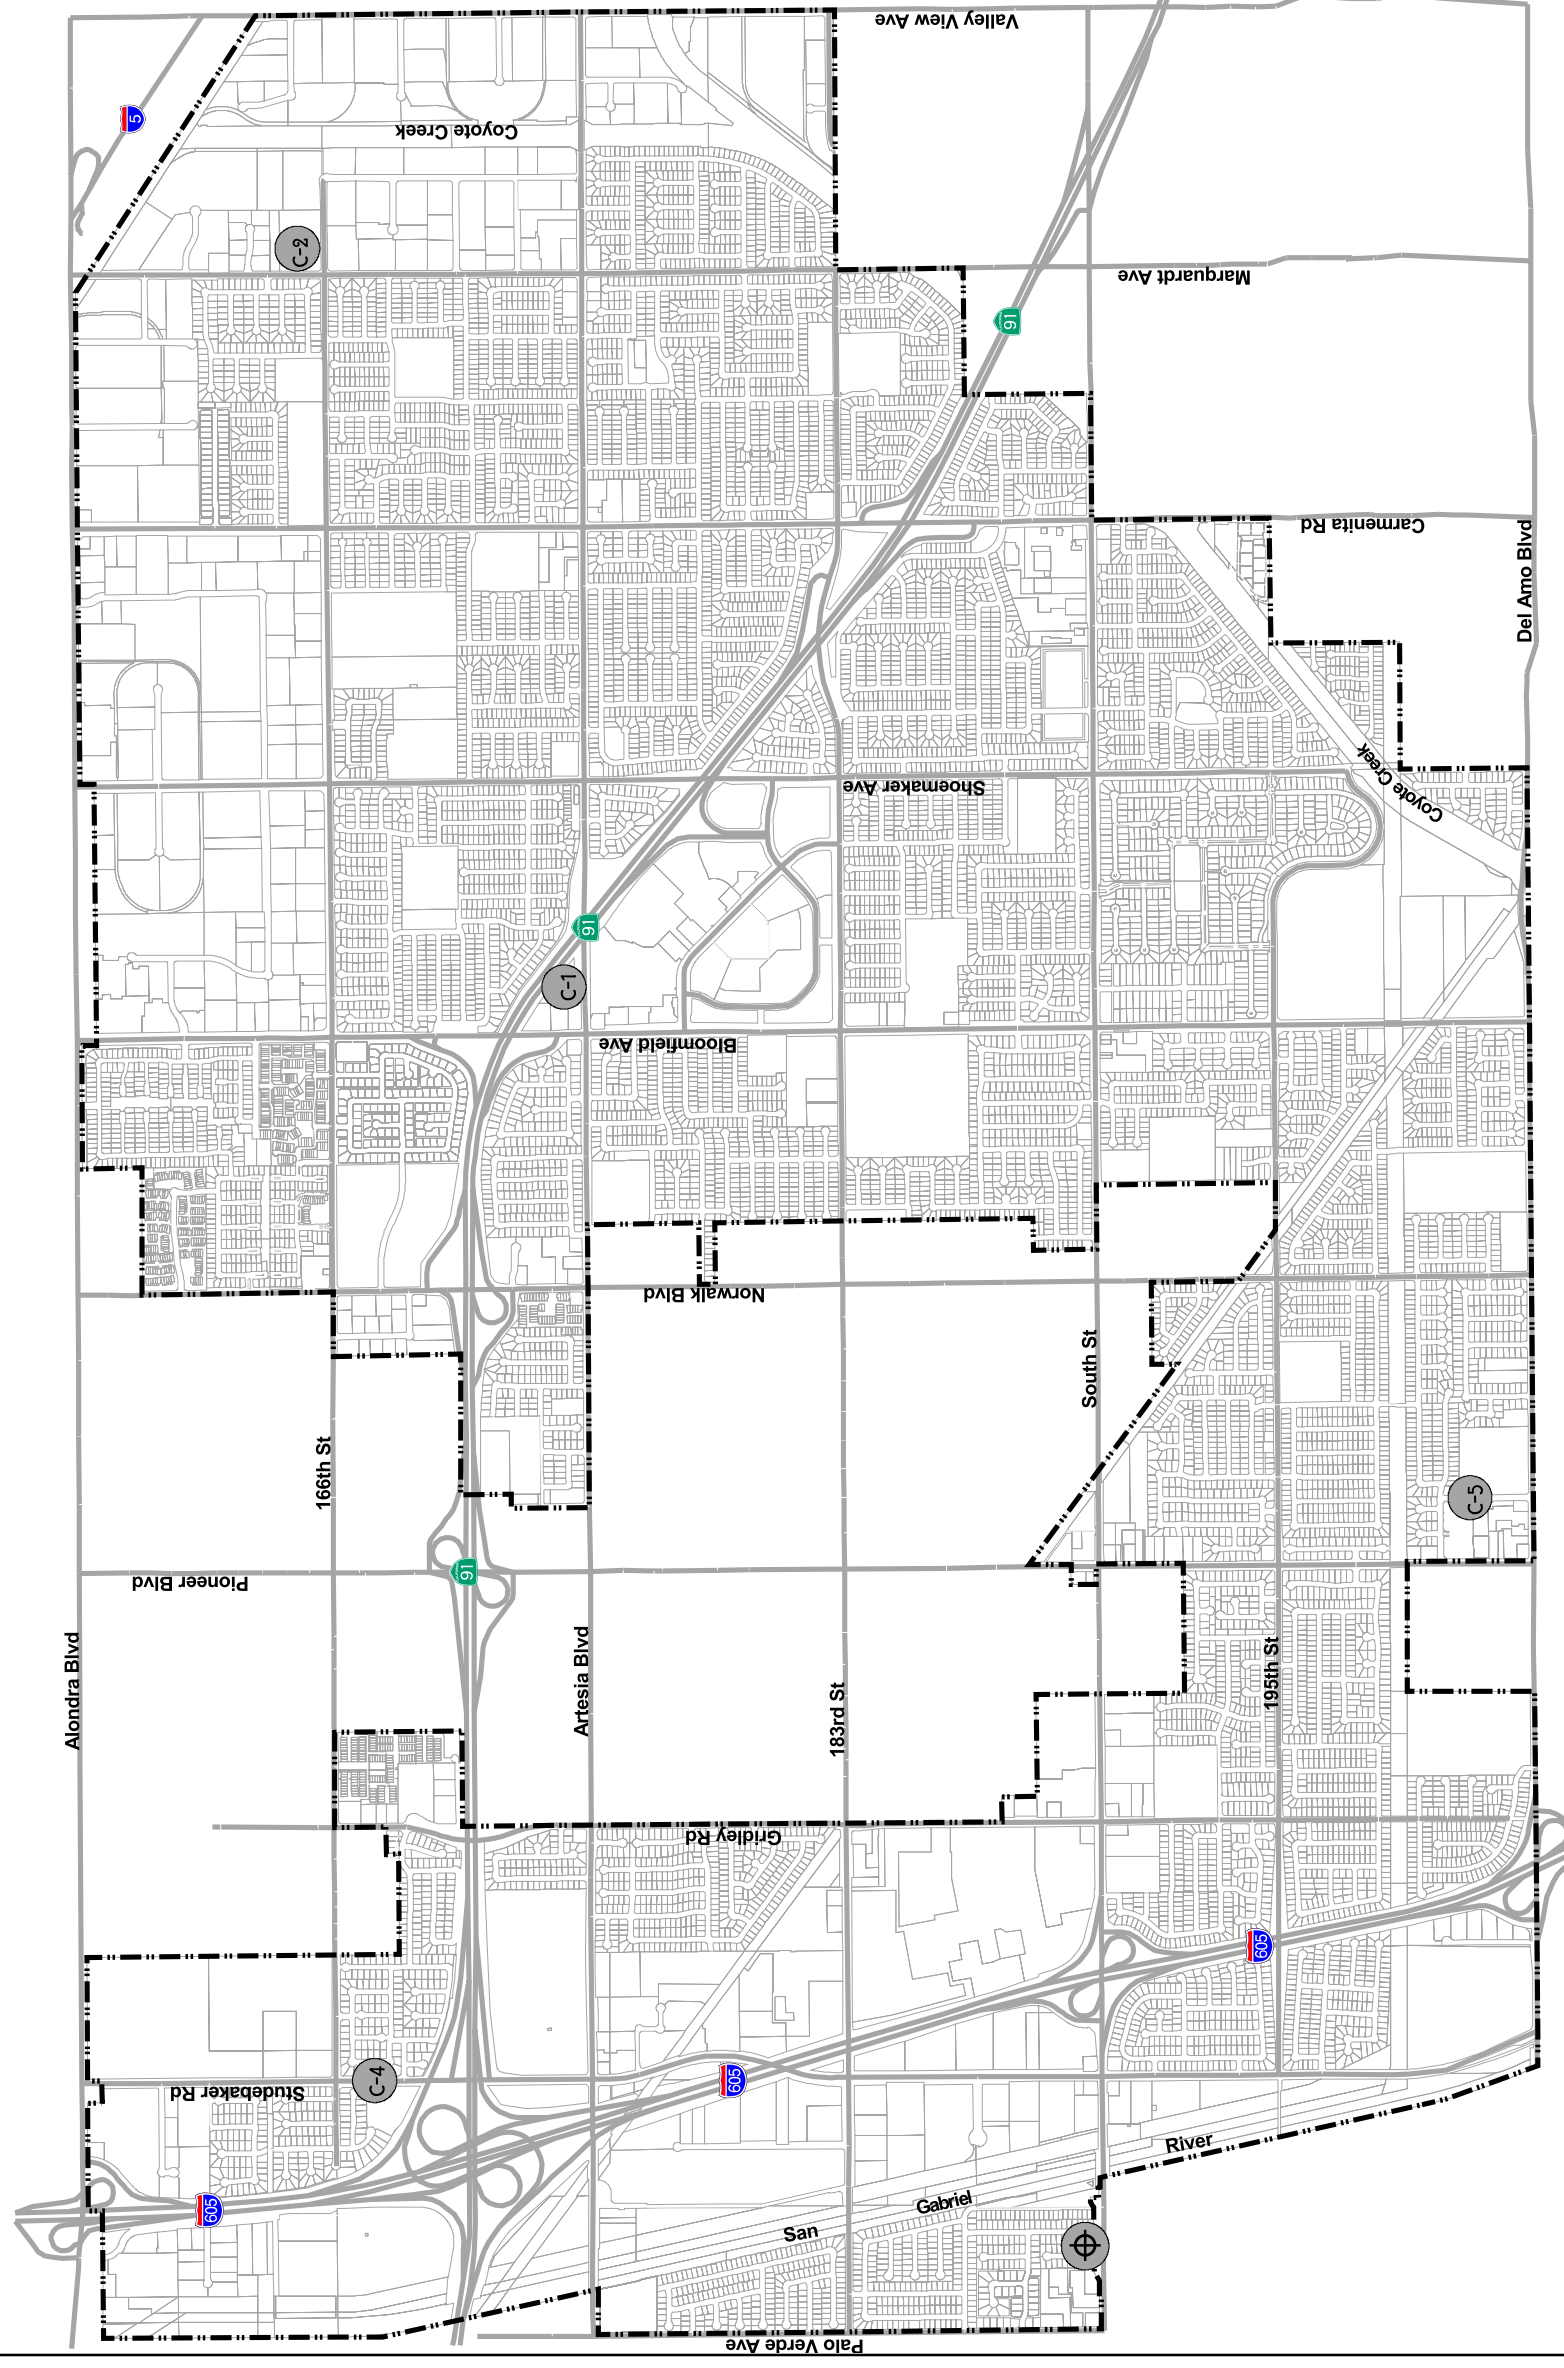 Valley View Ave
5
Coyote Creek
C-2
Marquardt Ave
91
Carmenita Rd
Del Amo Blvd
Coyote Creek
Shoemaker Ave
91
C-1
Bloomfield Ave
Norwalk Blvd
South St
166th St
C-5
91
Pioneer Blvd
Alondra Blvd
Artesia Blvd
183rd St
195th St
Gridley Rd
605
605
C-4
Studebaker Rd
605
San
Gabriel
River
Palo Verde Ave